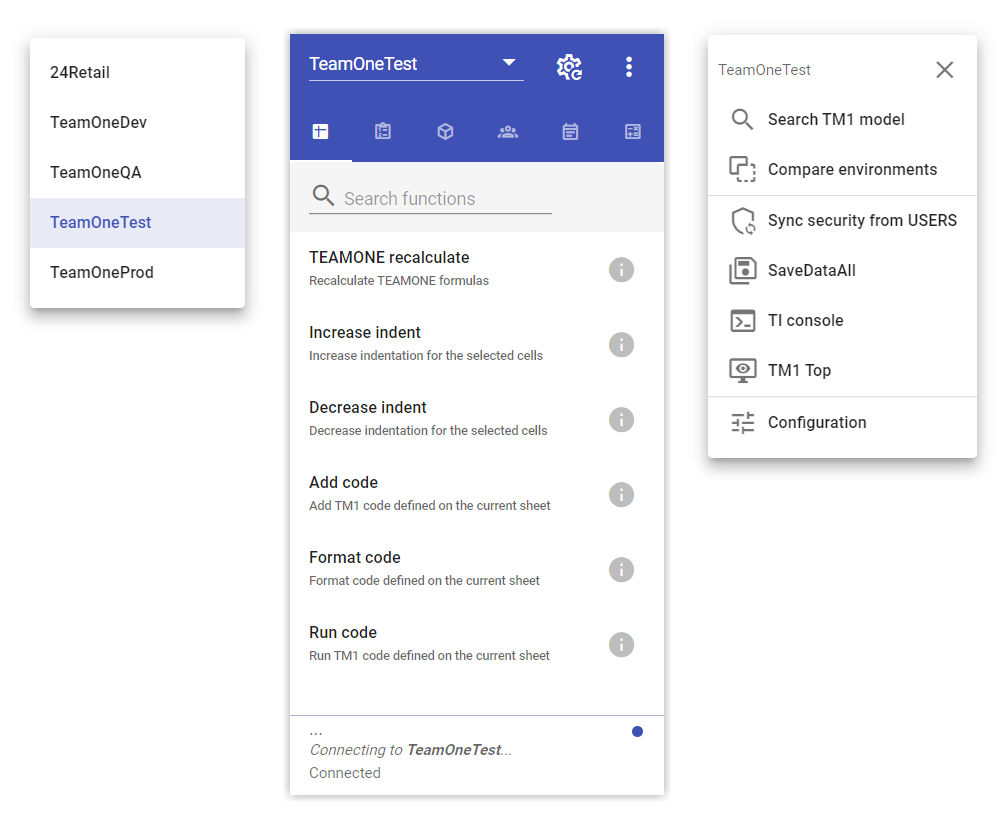 24Retail
TeamOneDev
TeamOneQA
TeamOneTest
TeamOneProd
TeamOneTest
Search functions
TEAMONE recalculate
Recalculate TEAMONE formulas
Increase indent
Increase indentation for the selected cells
Decrease indent
Decrease indentation for the selected cells
Add code
Add TM1 code defined on the current sheet
Format code
Format code defined on the current sheet
Run code
Run TM1 code defined on the current sheet
...
Connecting to TeamOneTest...
Connected
TeamOneTest
Search TM1 model
Compare environments
Sync security from USERS
SaveDataAll
TI console
TM1 Top
Configuration